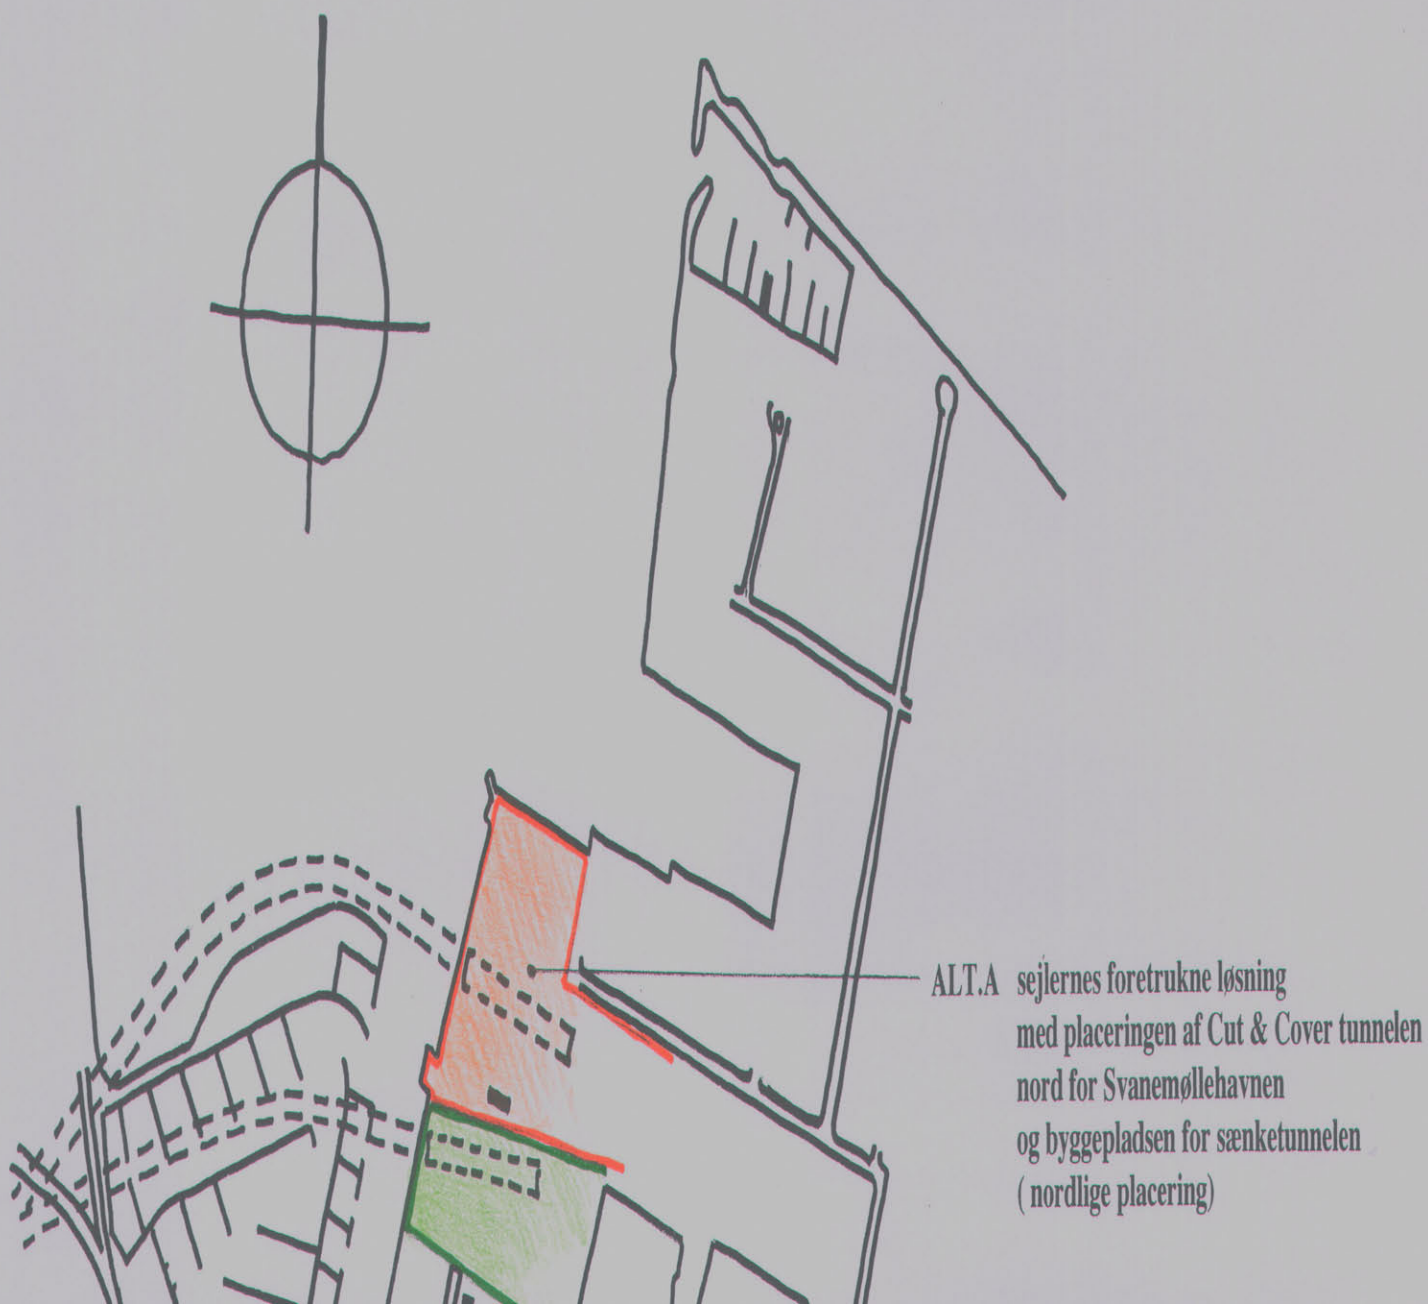 ALT.A sejlernes foretrukne løsning
med placeringen af Cut & Cover tunnelen
nord for Svanemøllehavnen
og byggepladsen for sænketunnelen
( nordlige placering)